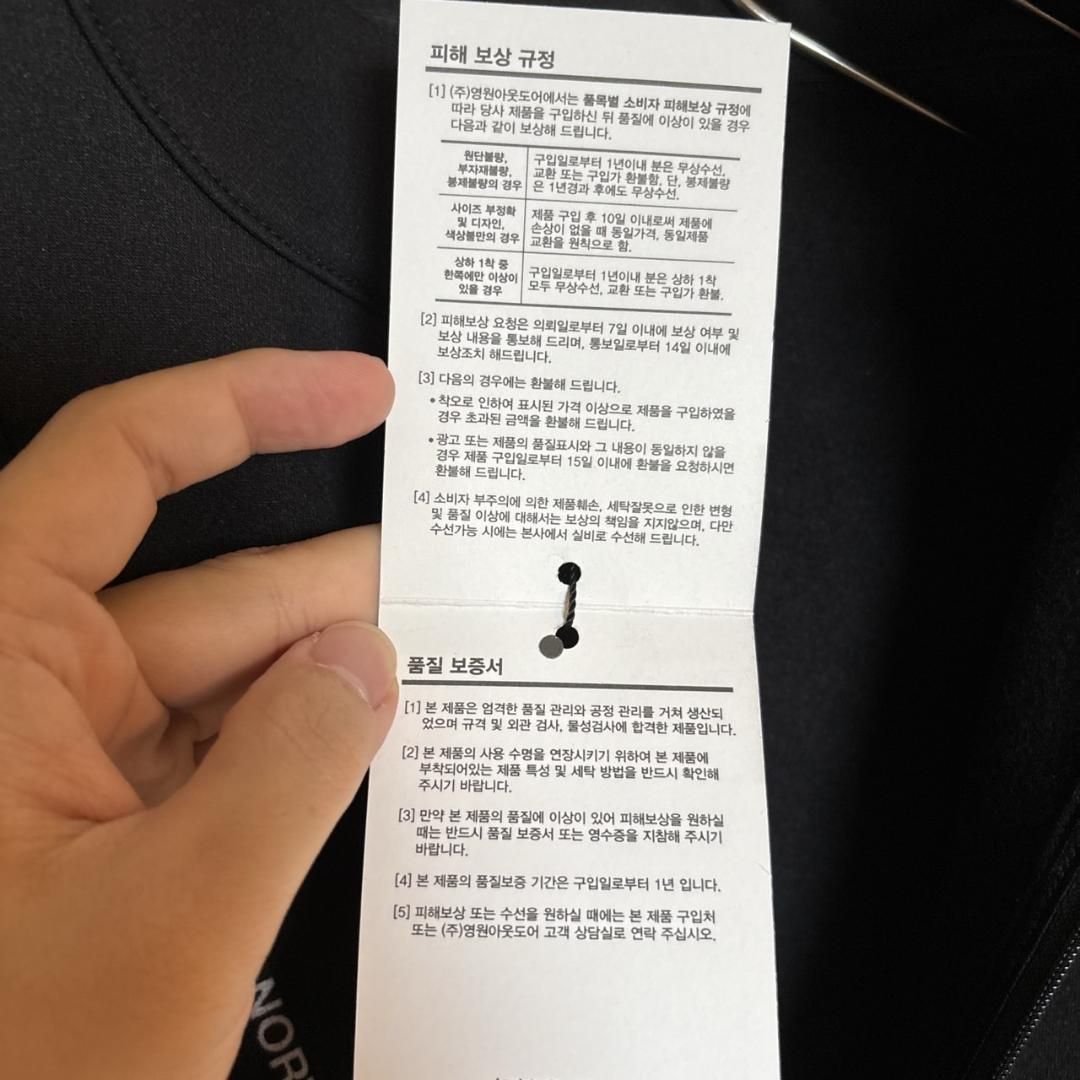 피해 보상 규정
[1] (주)영원아웃도어에서는 품목별 소비자 피해보상 규정에
따라 당사 제품을 구입하신 뒤 품질에 이상이 있을 경우
다음과 같이 보상해 드립니다.
원단불량,
부자재불량,
봉제불량의 경우
구입일로부터 1년이내 분은 무상수선,
교환 또는 구입가 환불함, 단, 봉제불량
은 1년경과 후에도 무상수선.
사이즈 부정확
및 디자인,
색상불만의 경우
제품 구입 후 10일 이내로써 제품에
손상이 없을 때 동일가격, 동일제품
교환을 원칙으로 함.
상하 1착 중
한쪽에만 이상이
있을 경우
구입일로부터 1년이내 분은 상하 1착
모두 무상수선, 교환 또는 구입가 환불.
[2] 피해보상 요청은 의뢰일로부터 7일 이내에 보상 여부 및
보상 내용을 통보해 드리며, 통보일로부터 14일 이내에
보상조치 해드립니다.
[3] 다음의 경우에는 환불해 드립니다.
• 착오로 인하여 표시된 가격 이상으로 제품을 구입하였을
경우 초과된 금액을 환불해 드립니다.
• 광고 또는 제품의 품질표시와 그 내용이 동일하지 않을
경우 제품 구입일로부터 15일 이내에 환불을 요청하시면
환불해 드립니다.
[4] 소비자 부주의에 의한 제품훼손, 세탁잘못으로 인한 변형
및 품질 이상에 대해서는 보상의 책임을 지지않으며, 다만
수선가능 시에는 본사에서 실비로 수선해 드립니다.
품질 보증서
[1] 본 제품은 엄격한 품질 관리와 공정 관리를 거쳐 생산되
었으며 규격 및 외관 검사, 물성검사에 합격한 제품입니다.
[2] 본 제품의 사용 수명을 연장시키기 위하여 본 제품에
부착되어있는 제품 특성 및 세탁 방법을 반드시 확인해
주시기 바랍니다.
[3] 만약 본 제품의 품질에 이상이 있어 피해보상을 원하실
때는 반드시 품질 보증서 또는 영수증을 지참해 주시기
바랍니다.
[4] 본 제품의 품질보증 기간은 구입일로부터 1년 입니다.
[5] 피해보상 또는 수선을 원하실 때에는 본 제품 구입처
또는 (주)영원아웃도어 고객 상담실로 연락 주십시오.